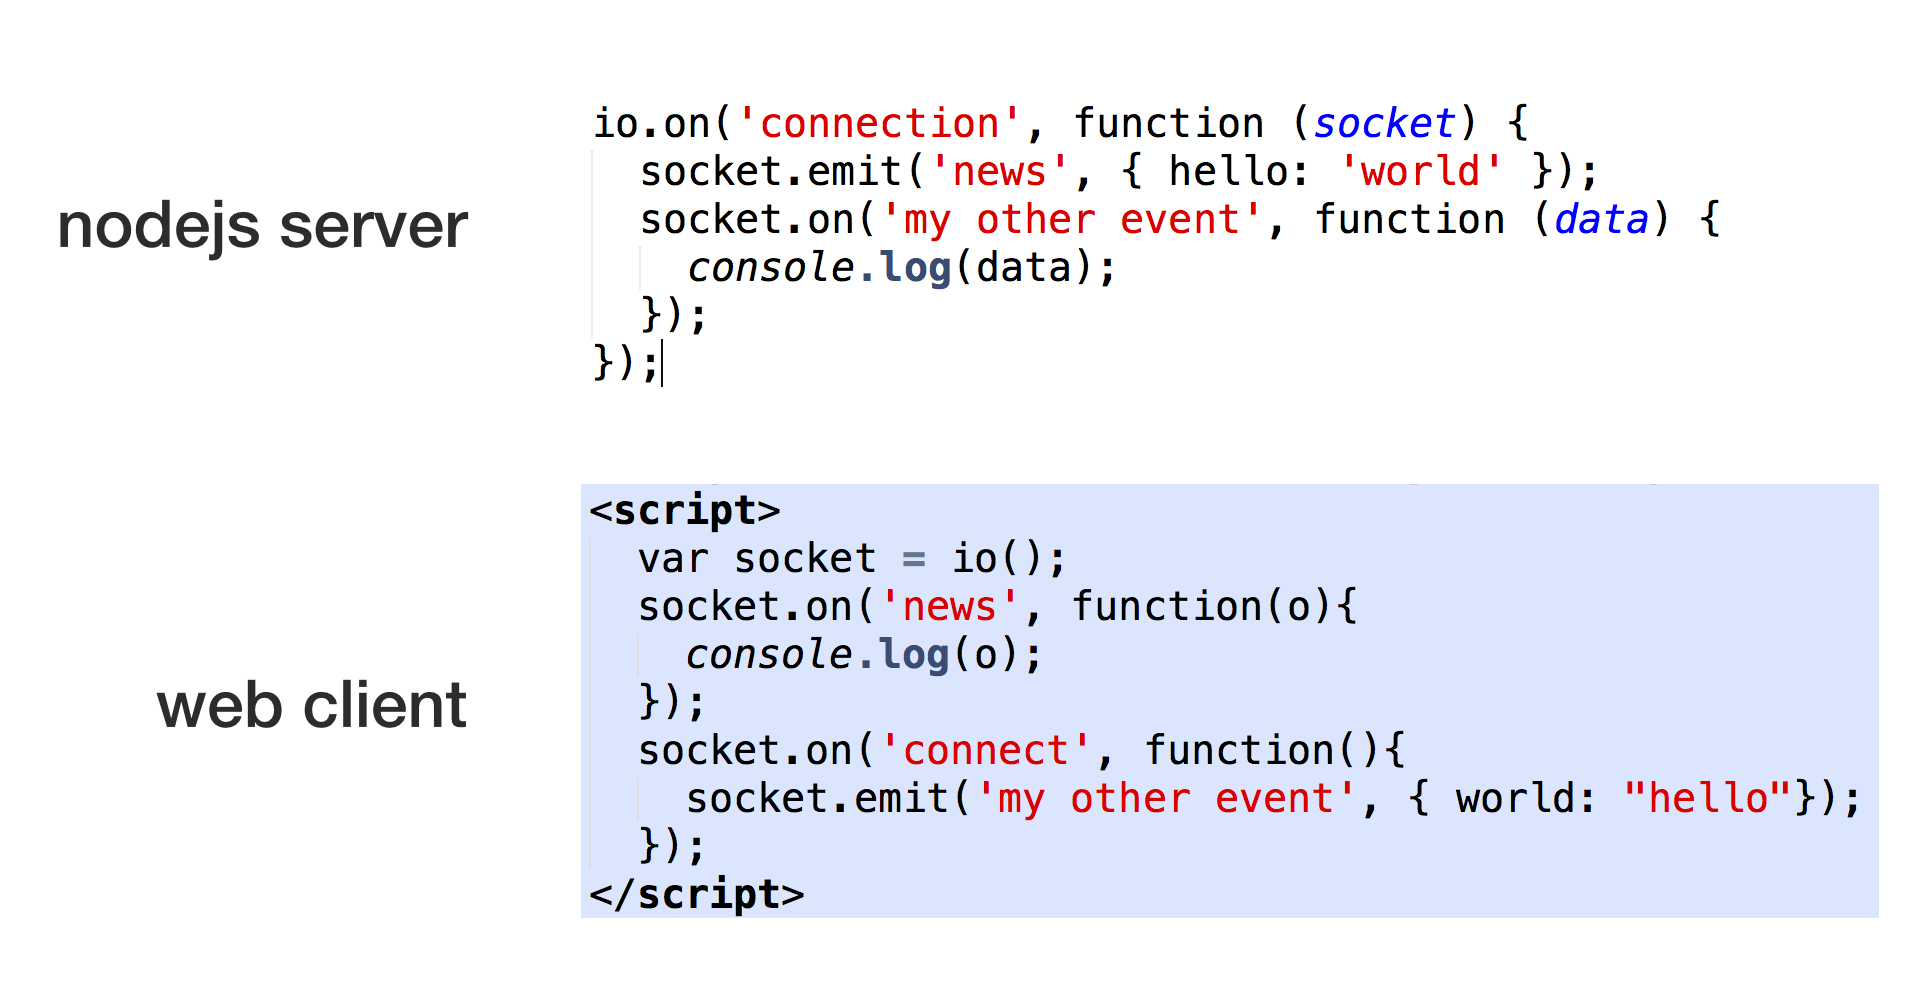 nodejs server
io.on('connection', function (socket) {
  socket.emit('news', { hello: 'world' });
  socket.on('my other event', function (data) {
    console.log(data);
  });
});
web client
<script>
  var socket = io();
  socket.on('news', function(o){
    console.log(o);
  });
  socket.on('connect', function(){
    socket.emit('my other event', { world: "hello"});
  });
</script>